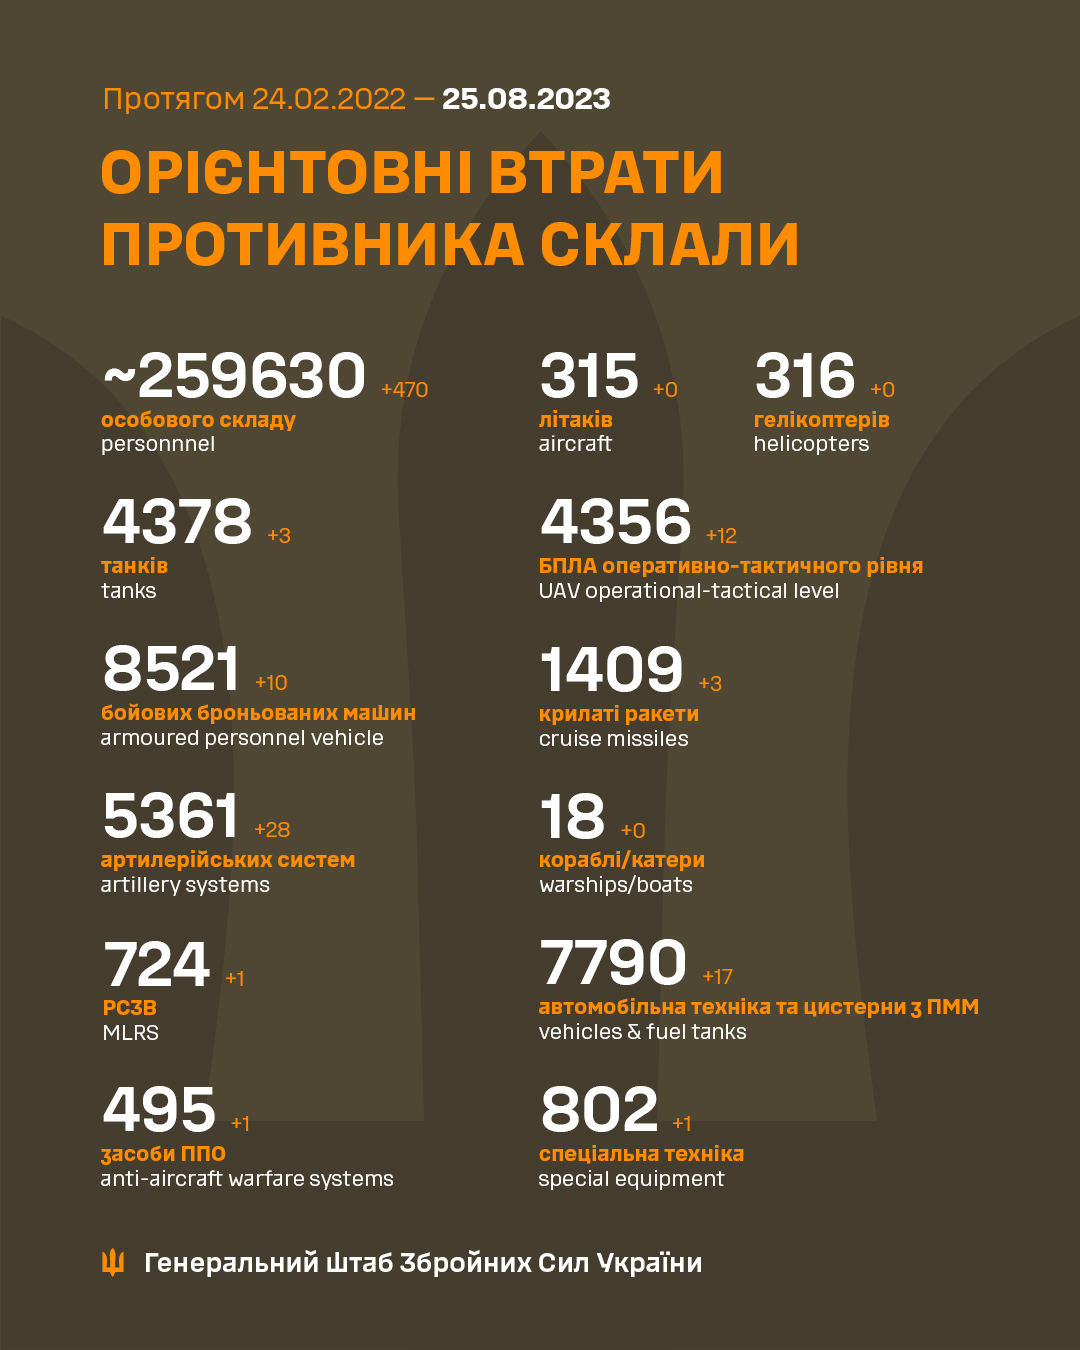 Протягом 24.02.2022 — 25.08.2023
ОРІЄНТОВНІ ВТРАТИ
ПРОТИВНИКА СКЛАЛИ
~259630 +470
особового складу
personnnel
315 +0
літаків
aircraft
316 +0
гелікоптерів
helicopters
4378 +3
танків
tanks
4356 +12
БПЛА оперативно-тактичного рівня
UAV operational-tactical level
8521 +10
бойових броньованих машин
armoured personnel vehicle
1409 +3
крилаті ракети
cruise missiles
5361 +28
артилерійських систем
artillery systems
18 +0
кораблі/катери
warships/boats
724 +1
РСЗВ
MLRS
7790 +17
автомобільна техніка та цистерни з ПММ
vehicles & fuel tanks
495 +1
засоби ППО
anti-aircraft warfare systems
802 +1
спеціальна техніка
special equipment
Генеральний штаб Збройних Сил України